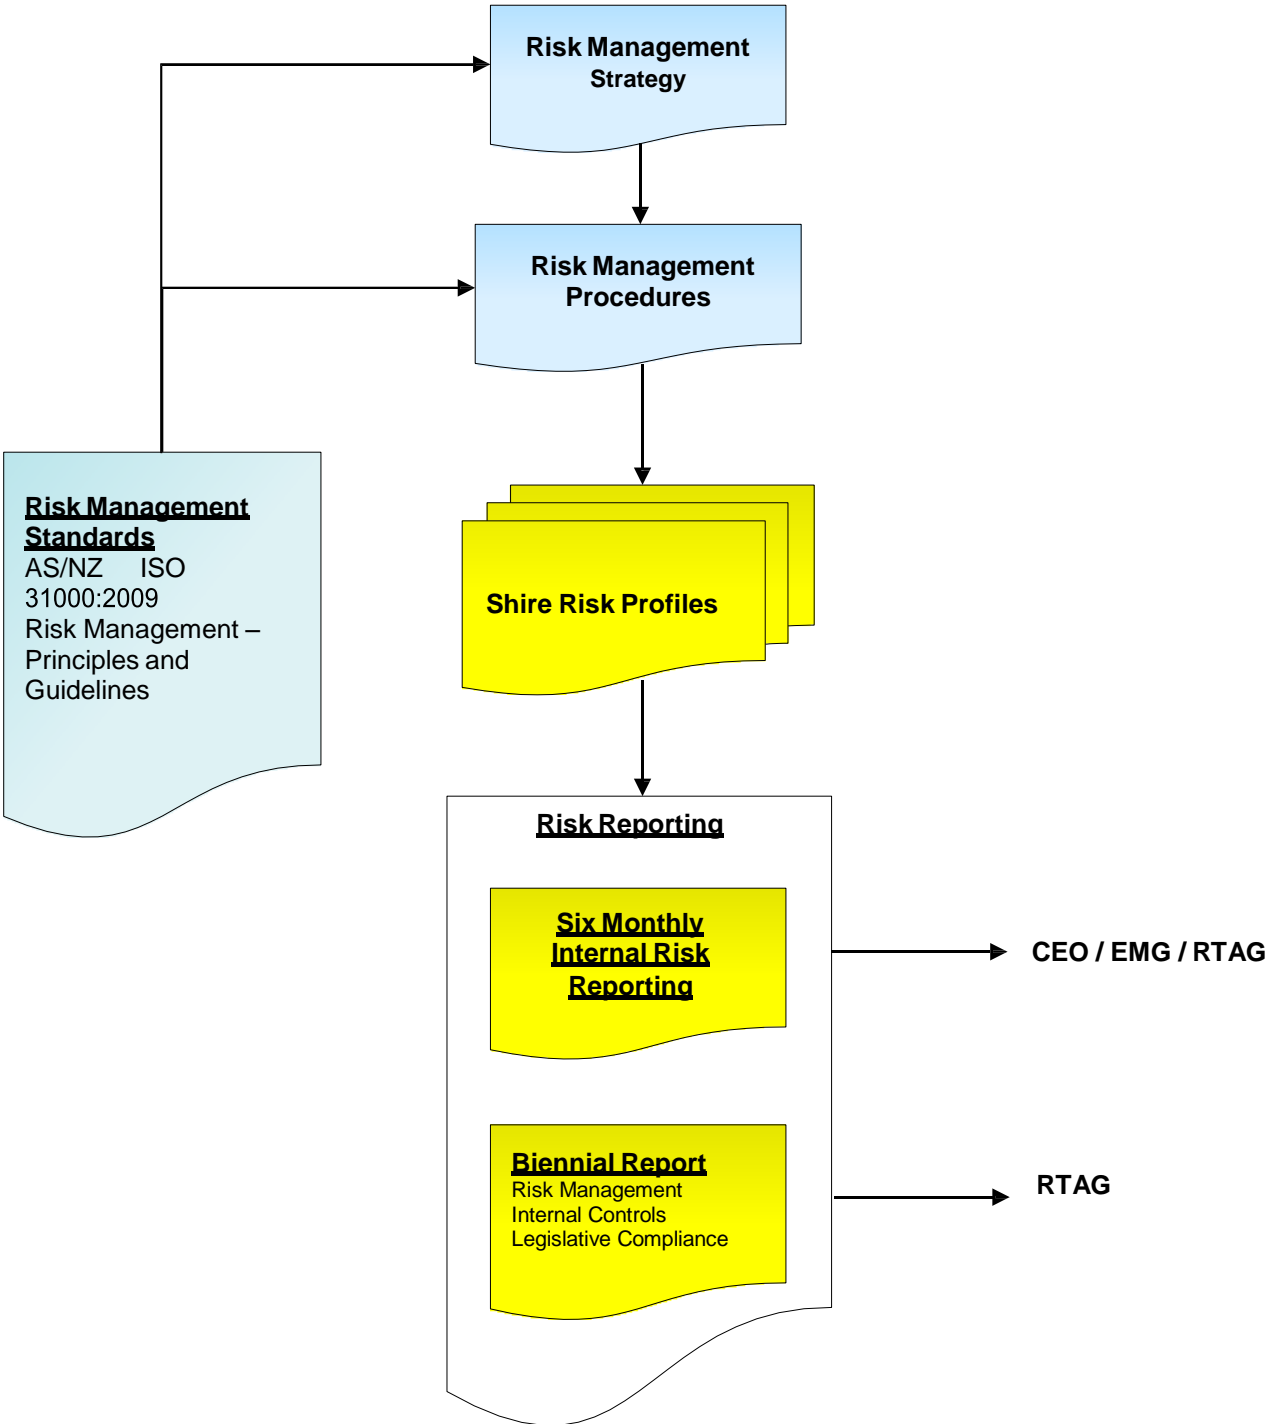 Risk Management
Strategy
Risk Management
Procedures
Risk Management
Standards
AS/NZ ISO
31000:2009
Risk Management –
Principles and
Guidelines
Shire Risk Profiles
Risk Reporting
Six Monthly
Internal Risk
Reporting
CEO / EMG / RTAG
Biennial Report
Risk Management
Internal Controls
Legislative Compliance
RTAG